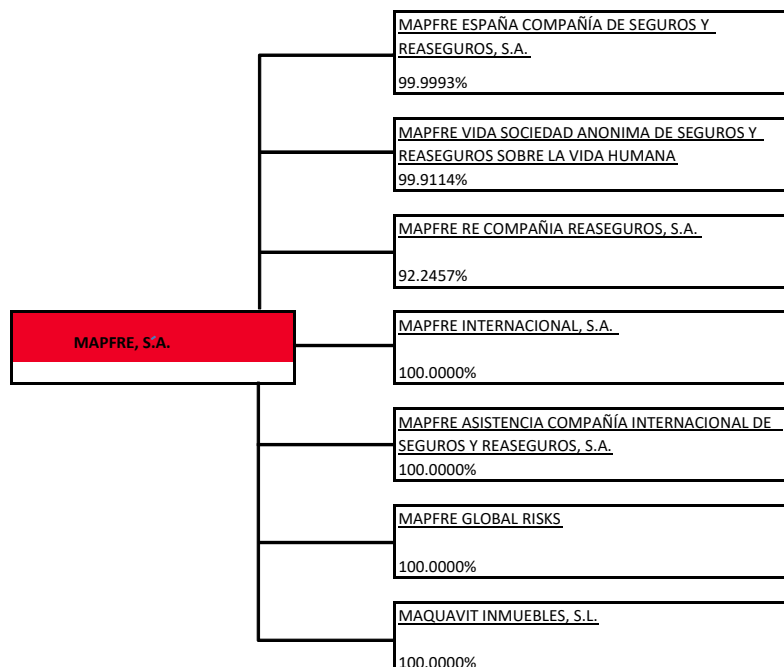 MAPFRE ESPAÑA COMPAÑÍA DE SEGUROS Y
REASEGUROS, S.A.
99.9993%
MAPFRE VIDA SOCIEDAD ANONIMA DE SEGUROS Y
REASEGUROS SOBRE LA VIDA HUMANA
99.9114%
MAPFRE RE COMPAÑIA REASEGUROS, S.A.
92.2457%
MAPFRE, S.A.
MAPFRE INTERNACIONAL, S.A.
100.0000%
MAPFRE ASISTENCIA COMPAÑÍA INTERNACIONAL DE
SEGUROS Y REASEGUROS, S.A.
100.0000%
MAPFRE GLOBAL RISKS
100.0000%
MAQUAVIT INMUEBLES, S.L.
100.0000%